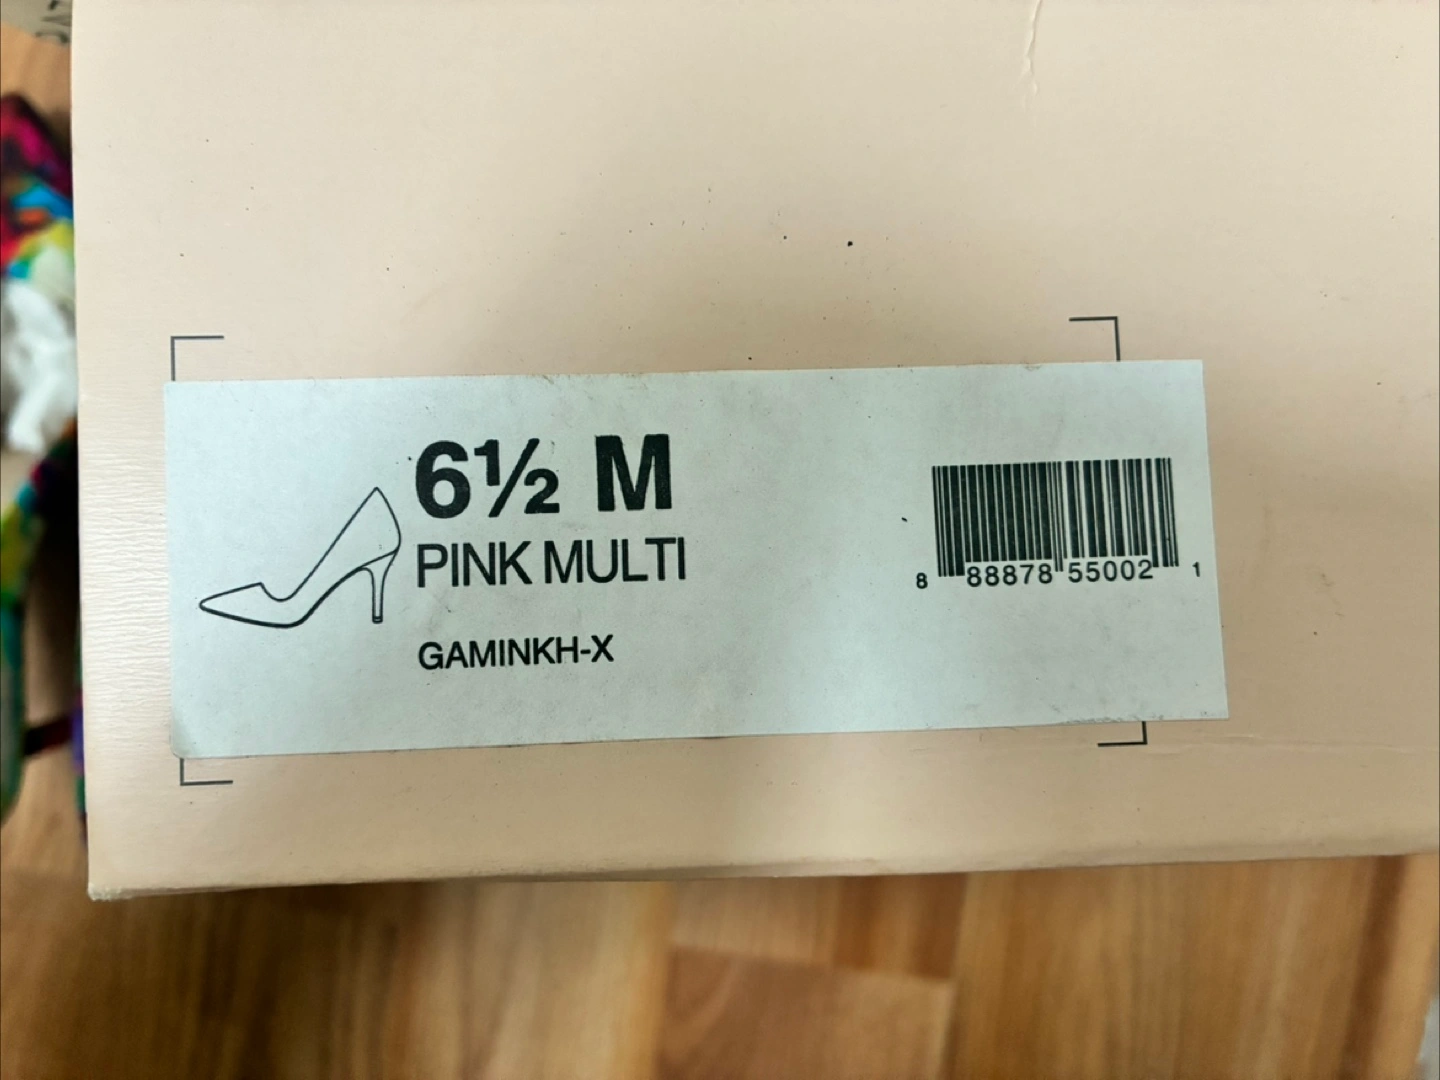 6½ M
PINK MULTI
GAMINKH-X
8 88878 55002 1